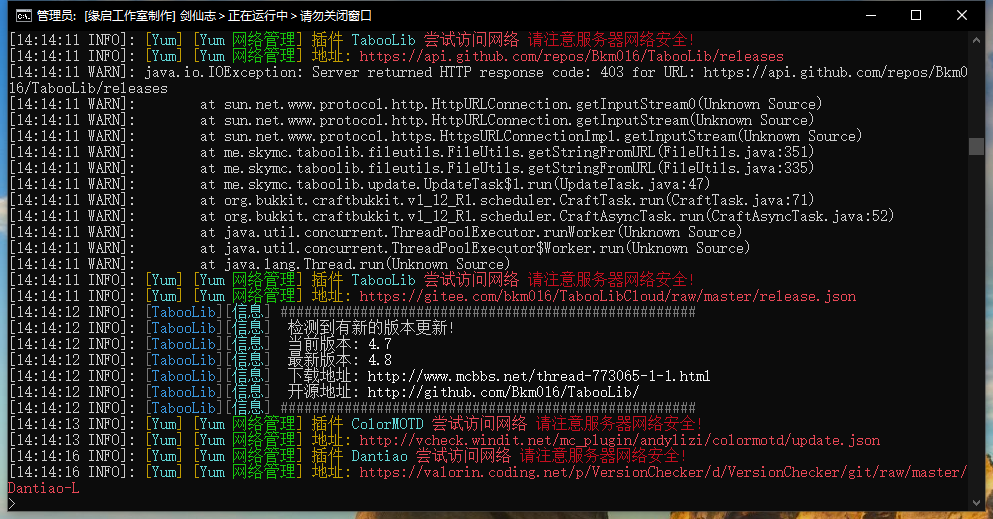 管理员: [缘启工作室制作] 剑仙志 > 正在运行中 > 请勿关闭窗口
[14:14:11 INFO]: [Yum] [Yum 网络管理] 插件 TabooLib 尝试访问网络 请注意服务器网络安全!
[14:14:11 INFO]: [Yum] [Yum 网络管理] 地址: https://api.github.com/repos/Bkm016/TabooLib/releases
[14:14:11 WARN]: java.io.IOException: Server returned HTTP response code: 403 for URL: https://api.github.com/repos/Bkm0
16/TabooLib/releases
[14:14:11 WARN]:        at sun.net.www.protocol.http.HttpURLConnection.getInputStream0(Unknown Source)
[14:14:11 WARN]:        at sun.net.www.protocol.http.HttpURLConnection.getInputStream(Unknown Source)
[14:14:11 WARN]:        at sun.net.www.protocol.https.HttpsURLConnectionImpl.getInputStream(Unknown Source)
[14:14:11 WARN]:        at me.skymc.taboolib.fileutils.FileUtils.getStringFromURL(FileUtils.java:351)
[14:14:11 WARN]:        at me.skymc.taboolib.fileutils.FileUtils.getStringFromURL(FileUtils.java:335)
[14:14:11 WARN]:        at me.skymc.taboolib.update.UpdateTask$1.run(UpdateTask.java:47)
[14:14:11 WARN]:        at org.bukkit.craftbukkit.v1_12_R1.scheduler.CraftTask.run(CraftTask.java:71)
[14:14:11 WARN]:        at org.bukkit.craftbukkit.v1_12_R1.scheduler.CraftAsyncTask.run(CraftAsyncTask.java:52)
[14:14:11 WARN]:        at java.util.concurrent.ThreadPoolExecutor.runWorker(Unknown Source)
[14:14:11 WARN]:        at java.util.concurrent.ThreadPoolExecutor$Worker.run(Unknown Source)
[14:14:11 WARN]:        at java.lang.Thread.run(Unknown Source)
[14:14:11 INFO]: [Yum] [Yum 网络管理] 插件 TabooLib 尝试访问网络 请注意服务器网络安全!
[14:14:11 INFO]: [Yum] [Yum 网络管理] 地址: https://gitee.com/bkm016/TabooLibCloud/raw/master/release.json
[14:14:12 INFO]: [TabooLib][信息] ####################################################
[14:14:12 INFO]: [TabooLib][信息]  检测到有新的版本更新!
[14:14:12 INFO]: [TabooLib][信息]  当前版本: 4.7
[14:14:12 INFO]: [TabooLib][信息]  最新版本: 4.8
[14:14:12 INFO]: [TabooLib][信息]  下载地址: http://www.mcbbs.net/thread-773065-1-1.html
[14:14:12 INFO]: [TabooLib][信息]  开源地址: http://github.com/Bkm016/TabooLib/
[14:14:12 INFO]: [TabooLib][信息] ####################################################
[14:14:13 INFO]: [Yum] [Yum 网络管理] 插件 ColorMOTD 尝试访问网络 请注意服务器网络安全!
[14:14:13 INFO]: [Yum] [Yum 网络管理] 地址: http://vcheck.windit.net/mc_plugin/andylizi/colormotd/update.json
[14:14:16 INFO]: [Yum] [Yum 网络管理] 插件 Dantiao 尝试访问网络 请注意服务器网络安全!
[14:14:16 INFO]: [Yum] [Yum 网络管理] 地址: https://valorin.coding.net/p/VersionChecker/d/VersionChecker/git/raw/master/
Dantiao-L
>